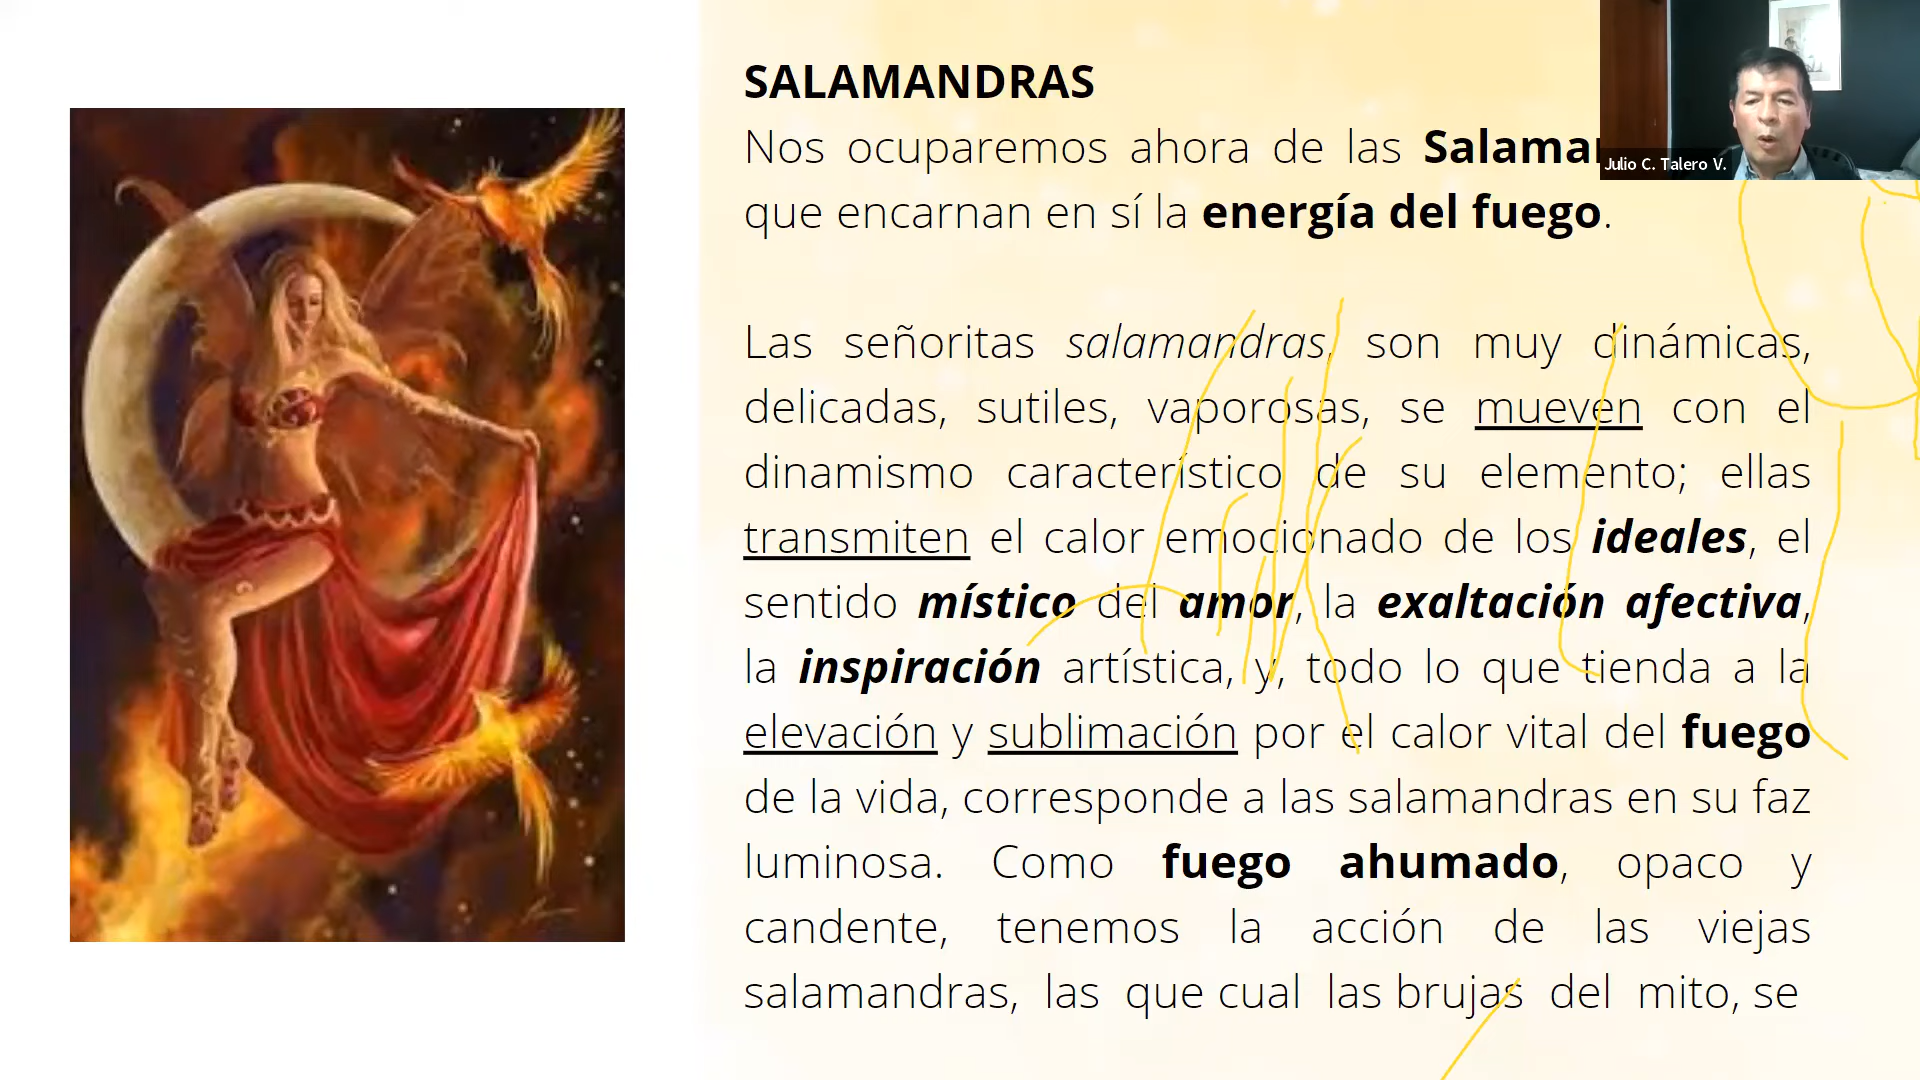 SALAMANDRAS
Nos ocuparemos ahora de las
Julio C. Talero V.
que encarnan en sí la energía del fuego.
Las señoritas salamandras, son muy dinámicas,
delicadas, sutiles, vaporosas, se mueven con el
dinamismo característico de su elemento; ellas
transmiten el calor emocionado de los ideales, el
sentido místico del amor, la exaltación afectiva,
la inspiración artística, y, todo lo que tienda a la
elevación y sublimación por el calor vital del fuego
de la vida, corresponde a las salamandras en su faz
luminosa. Como fuego ahumado, opaco y
candente, tenemos la acción de las viejas
salamandras, las que cual las brujas del mito, se